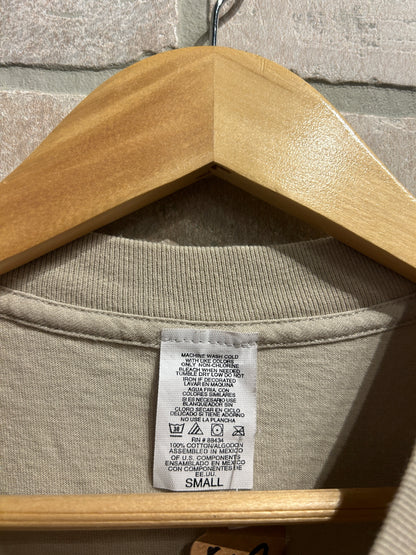 MACHINE WASH COLD
WITH LIKE COLORS
ONLY NON-CHLORINE
BLEACH WHEN NEEDED
TUMBLE DRY LOW DO NOT
IRON IF DECORATED
LAVAR EN MAQUINA
AGUA FRIA, CON
COLORES SIMILARES
SI ES NECESARIO USE
BLANQUEADOR SIN
CLORO SECAR EN CICLO
DELICADO SI TIENE ADORNO
NO USE LA PLANCHA
RN # 88434
100% COTTON/ALGODON
ASSEMBLED IN MEXICO
OF U.S. COMPONENTS
ENSAMBLADO EN MEXICO
CON COMPONENTES DE
EE.UU.
SMALL